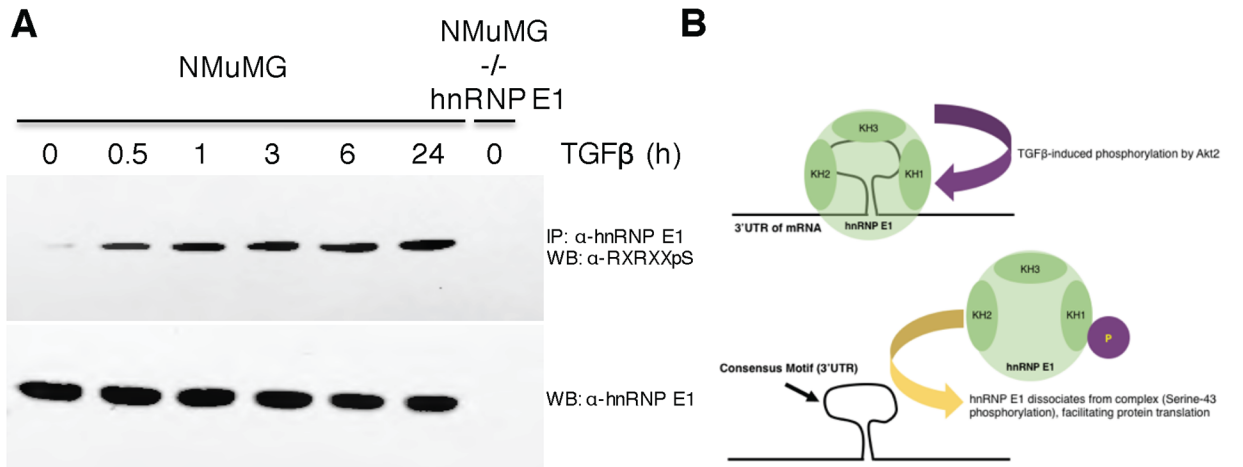 A
NMuMG
NMuMG
-/-
hnRNP E1
0 0.5 1 3 6 24 0 TGFβ (h)
IP: α-hnRNP E1
WB: α-RXRXXpS
WB: α-hnRNP E1
B
KH3
KH2
KH1
TGFβ-induced phosphorylation by Akt2
3'UTR of mRNA
hnRNP E1
KH3
KH2
KH1
P
hnRNP E1
Consensus Motif (3'UTR)
hnRNP E1 dissociates from complex (Serine-43
phosphorylation), facilitating protein translation